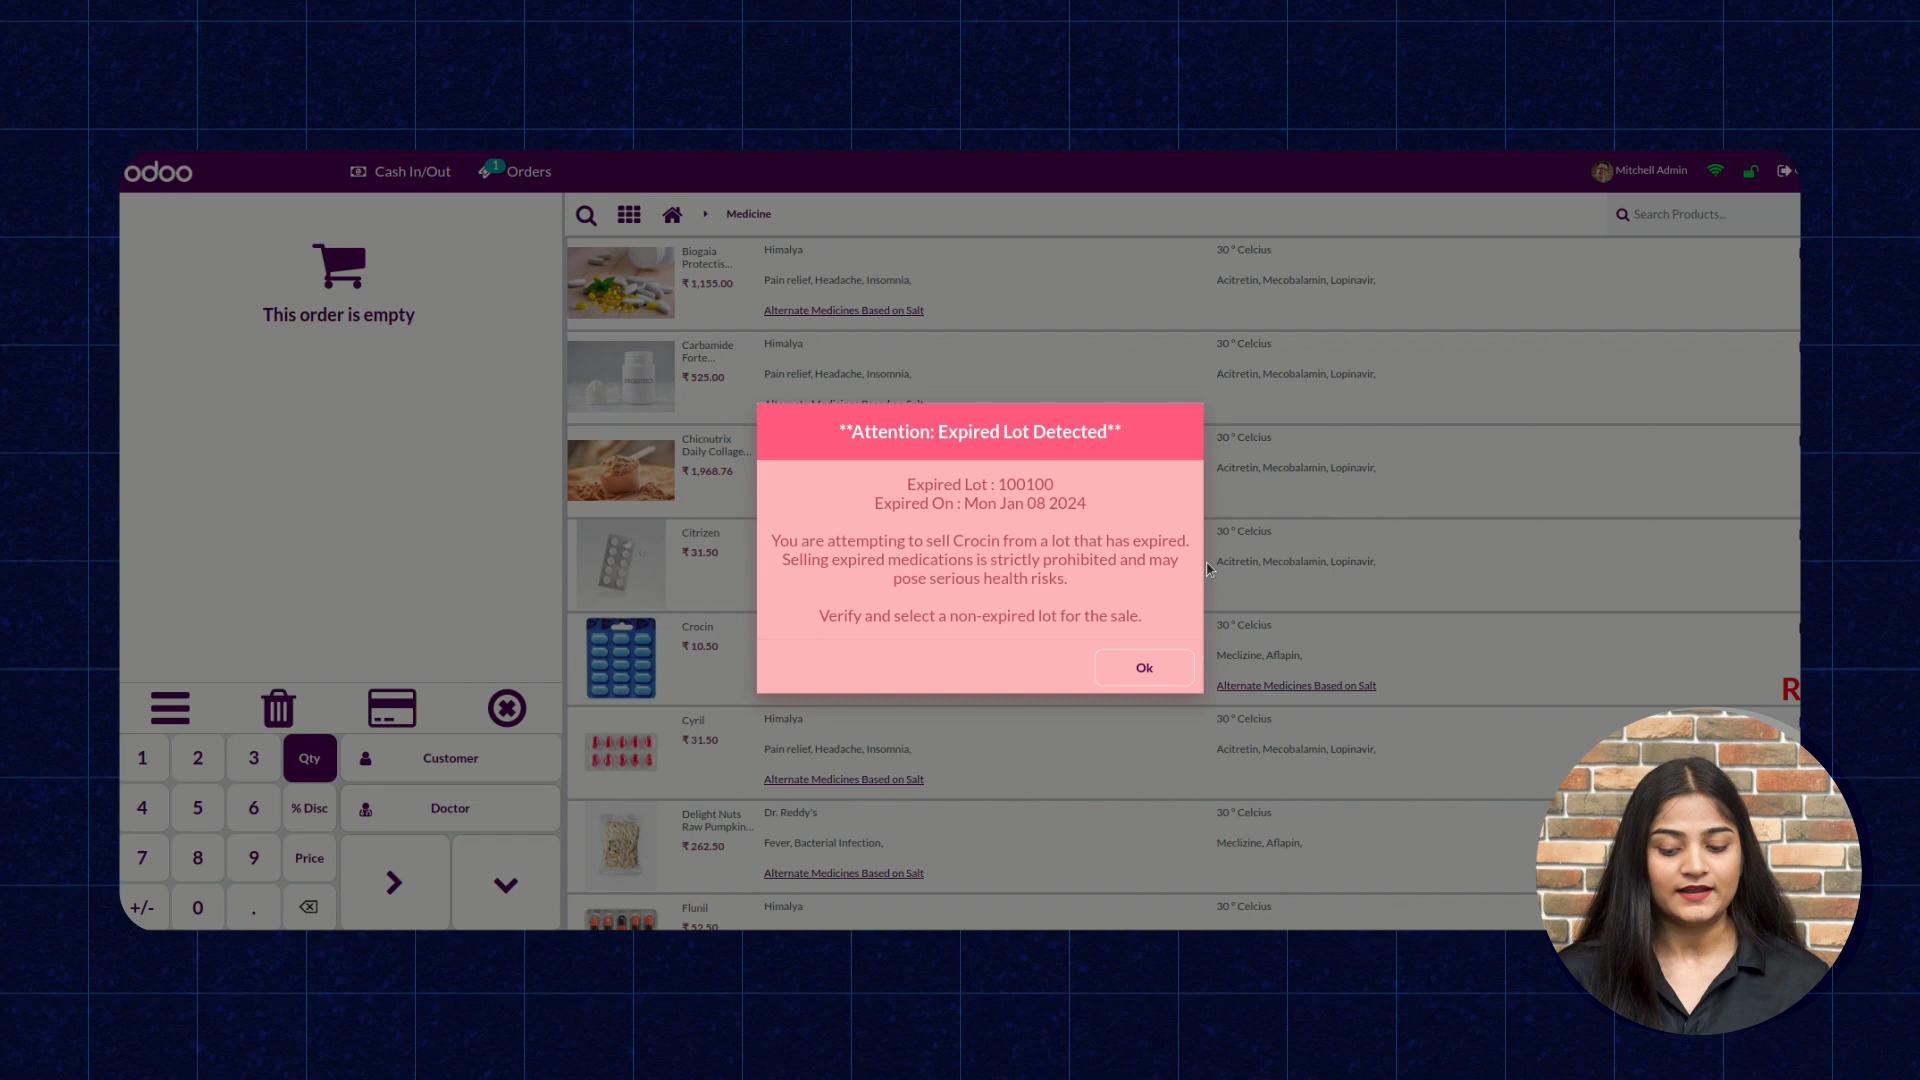 odoo
Cash In/Out
1
Orders
Mitchell Admin
Medicine
Search Products...
This order is empty
Biogaia
Protectis...
₹ 1,155.00
Himalya
Pain relief, Headache, Insomnia,
Alternate Medicines Based on Salt
30 ° Celcius
Acitretin, Mecobalamin, Lopinavir,
Carbamide
Forte...
₹ 525.00
Himalya
Pain relief, Headache, Insomnia,
Alternate Medicines Based on Salt
30 ° Celcius
Acitretin, Mecobalamin, Lopinavir,
Chicnutrix
Daily Collage...
₹ 1,968.76
30 ° Celcius
Acitretin, Mecobalamin, Lopinavir,
Citrizen
₹ 31.50
30 ° Celcius
Acitretin, Mecobalamin, Lopinavir,
Crocin
₹ 10.50
30 ° Celcius
Meclizine, Aflapin,
Alternate Medicines Based on Salt
R
**Attention: Expired Lot Detected**
Expired Lot : 100100
Expired On : Mon Jan 08 2024
You are attempting to sell Crocin from a lot that has expired.
Selling expired medications is strictly prohibited and may
pose serious health risks.
Verify and select a non-expired lot for the sale.
Ok
Cyril
₹ 31.50
Himalya
Pain relief, Headache, Insomnia,
Alternate Medicines Based on Salt
30 ° Celcius
Acitretin, Mecobalamin, Lopinavir,
Delight Nuts
Raw Pumpkin...
₹ 262.50
Dr. Reddy's
Fever, Bacterial Infection,
Alternate Medicines Based on Salt
30 ° Celcius
Meclizine, Aflapin,
Flunil
₹ 52.50
Himalya
30 ° Celcius
1 2 3 Qty Customer
4 5 6 % Disc Doctor
7 8 9 Price
+/- 0 .